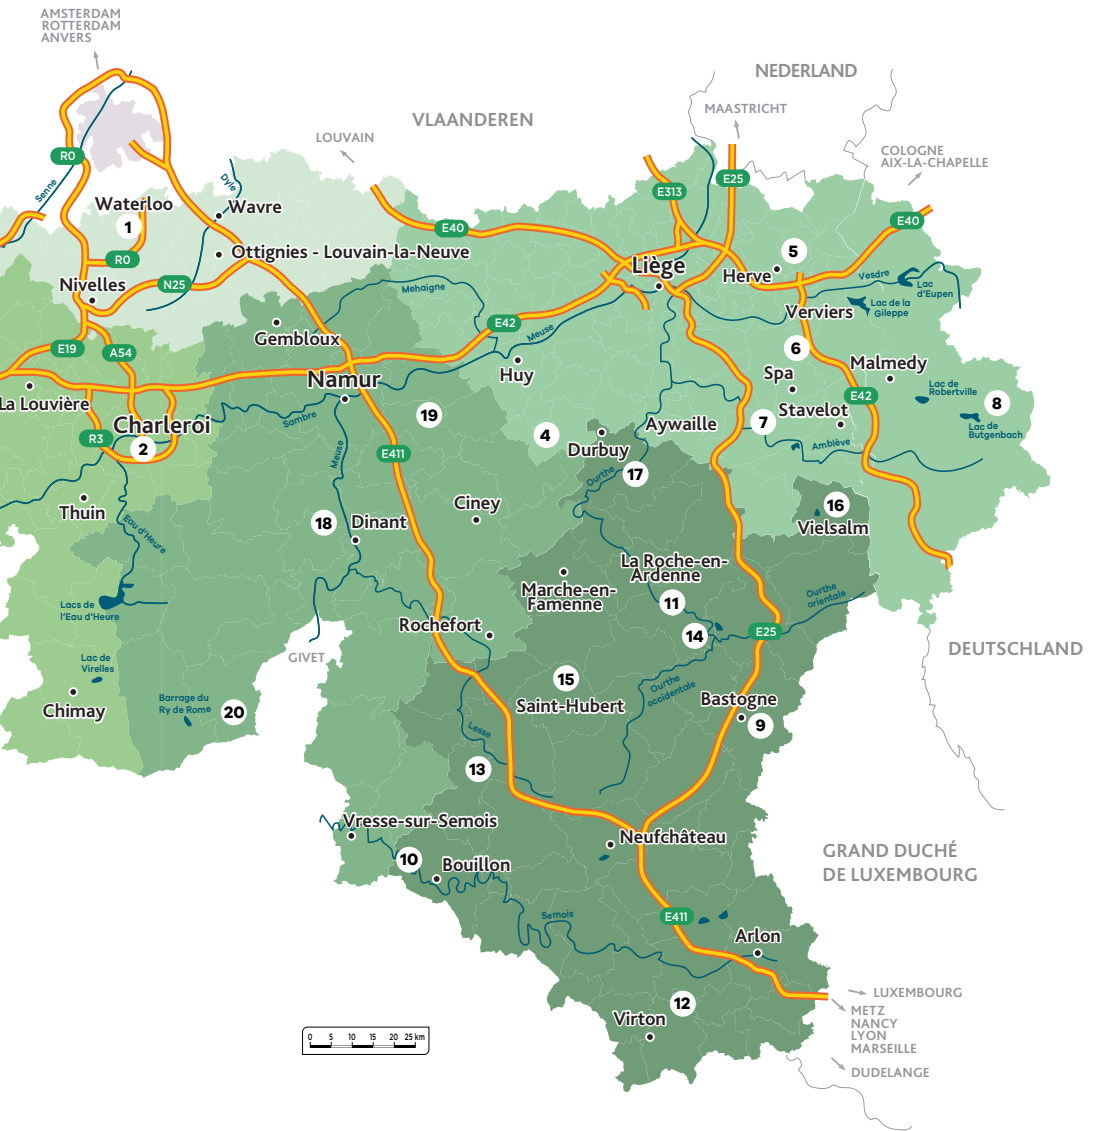 AMSTERDAM
ROTTERDAM
ANVERS
NEDERLAND
MAASTRICHT
VLAANDEREN
LOUVAIN
COLOGNE
AIX-LA-CHAPELLE
R0
Senne
Dyle
E313
E25
E40
Waterloo
1
Wavre
E40
R0
Ottignies - Louvain-la-Neuve
5
Liège
Herve
Vesdre
Lac
d'Eupen
Nivelles
N25
Mehaigne
Lac de la
Gileppe
Verviers
Gembloux
E42
Meuse
E19
A54
6
Huy
Spa
Malmedy
Namur
La Louvière
Lac de
Robertville
8
E42
Stavelot
Lac de
Butgenbach
Charleroi
Sambre
19
7
Aywaille
R3
2
4
Durbuy
Amblève
Meuse
E411
Ourthe
17
Thuin
Ciney
16
Vielsalm
Eau d'Heure
18
Dinant
La Roche-en-
Ardenne
Marche-en-
Famenne
Lacs de
l'Eau d'Heure
11
Ourthe
orientale
Rochefort
14
E25
GIVET
DEUTSCHLAND
Lac de
Virelles
15
Ourthe
occidentale
Chimay
Barrage du
Ry de Rome
20
Saint-Hubert
Bastogne
9
Lesse
13
Vresse-sur-Semois
Neufchâteau
10
Bouillon
GRAND DUCHÉ
DE LUXEMBOURG
Semois
E411
Arlon
LUXEMBOURG
12
Virton
METZ
NANCY
LYON
MARSEILLE
DUDELANGE
0 5 10 15 20 25 km